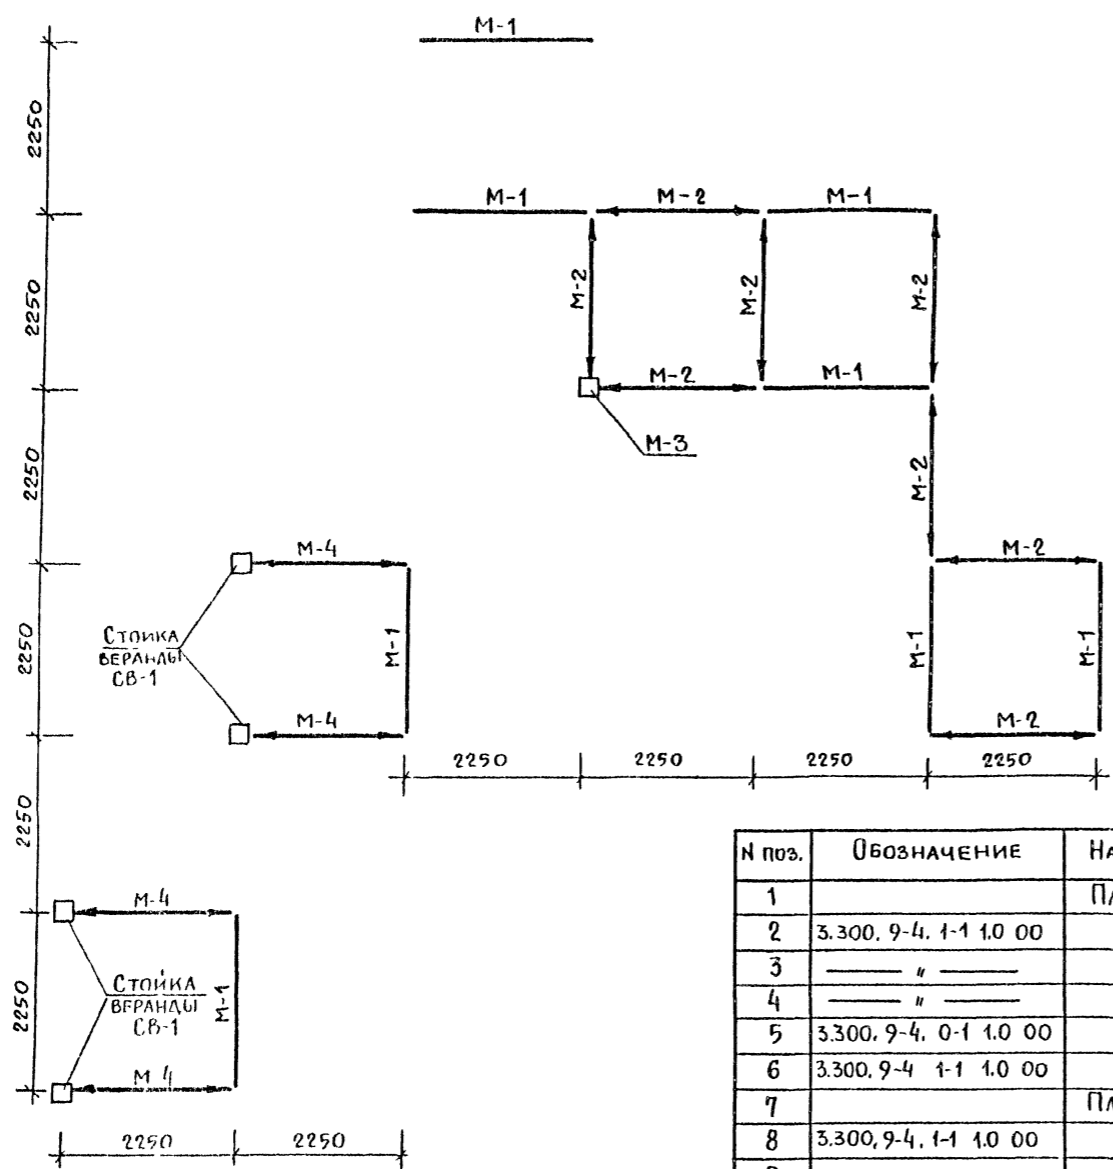 М-1
2250
М-1
М-2
М-1
2250
М-2
М-2
М-2
М-2
М-1
2250
М-3
М-2
М-4
М-2
Стойка
веранды
СВ-1
2250
М-1
М-1
М-1
М-4
М-2
2250
2250
2250
2250
2250
М-4
2250
Стойка
веранды
СВ-1
М-1
М-4
2250
2250
N поз.
Обозначение
1
2
3.300.9-4.1-1 1.0 00
3
"
4
"
5
3.300.9-4. 0-1 1.0 00
6
3.300.9-4 1-1 1.0 00
7
8
3.300.9-4.1-1 1.0 00